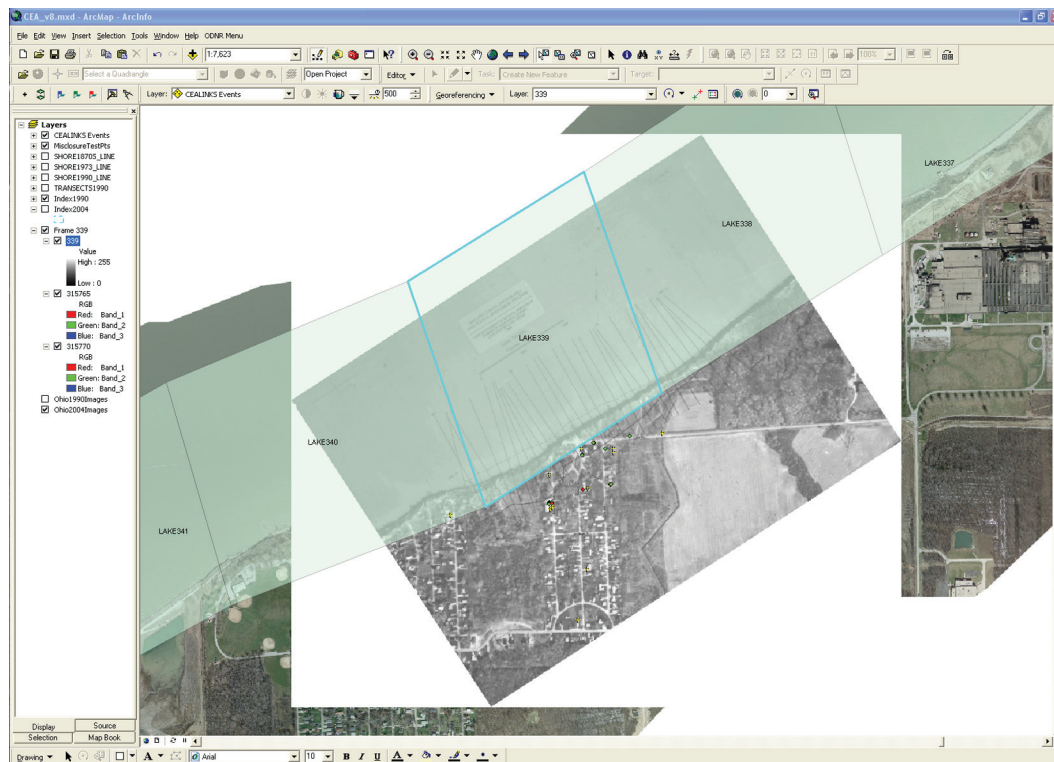 CEA_v8.mxd - ArcMap - ArcInfo
File Edit View Insert Selection Tools Window Help ODNR Menu
1:7,623
100%
Select a Quadrangle
Open Project
Editor
Task: Create New Feature
Target:
Layer: CEALINKS Events
500
Georeferencing
Layer: 339
0
Layers
CEALINKS Events
MisclosureTestPts
SHORE1870S_LINE
SHORE1973_LINE
SHORE1990_LINE
TRANSECTS1990
Index1990
Index2004
Frame 339
339
Value
High : 255
Low : 0
315765
RGB
Red: Band_1
Green: Band_2
Blue: Band_3
315770
RGB
Red: Band_1
Green: Band_2
Blue: Band_3
Ohio1990Images
Ohio2004Images
LAKE337
LAKE338
LAKE339
LAKE340
LAKE341
Display Source
Selection Map Book
Drawing
A
Arial
10
B I U
A